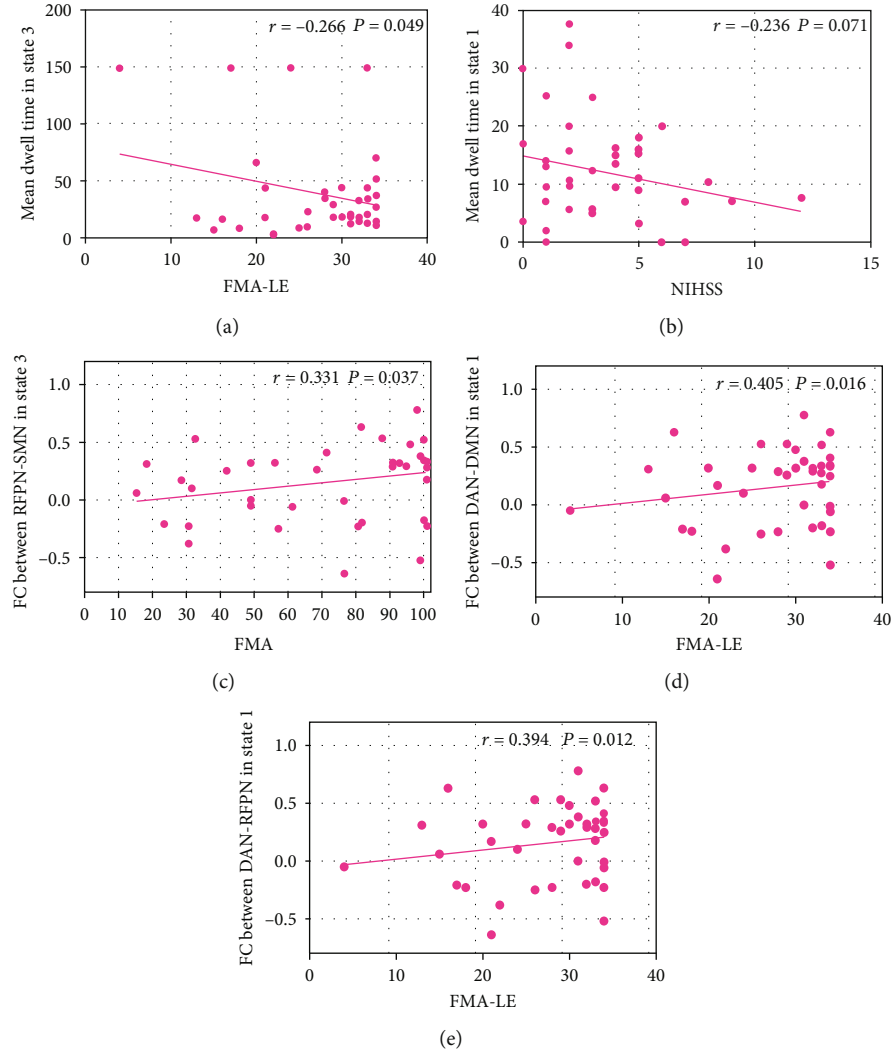 r = −0.266 P = 0.049
Mean dwell time in state 3
200
150
100
50
0
0 10 20 30 40
FMA-LE
(a)
r = −0.236 P = 0.071
Mean dwell time in state 1
40
30
20
10
0
0 5 10 15
NIHSS
(b)
r = 0.331 P = 0.037
FC between RFPN-SMN in state 3
1.0
0.5
0.0
−0.5
0 10 20 30 40 50 60 70 80 90 100
FMA
(c)
r = 0.405 P = 0.016
FC between DAN-DMN in state 1
1.0
0.5
0.0
−0.5
0 10 20 30 40
FMA-LE
(d)
r = 0.394 P = 0.012
FC between DAN-RFPN in state 1
1.0
0.5
0.0
−0.5
0 10 20 30 40
FMA-LE
(e)